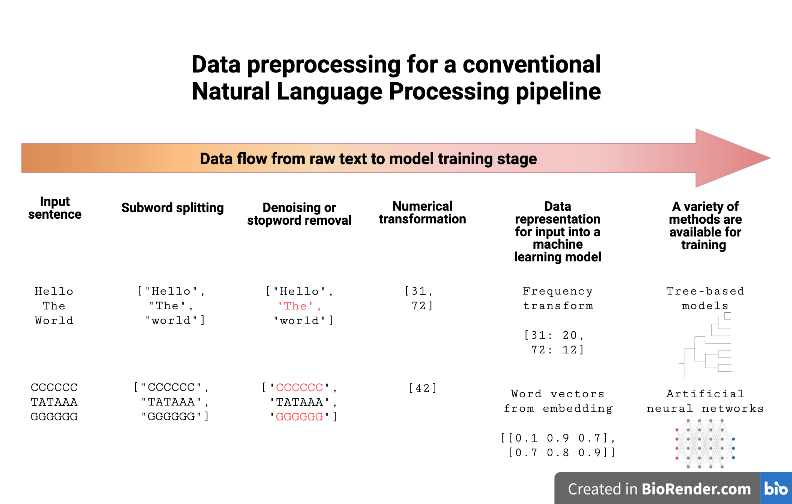 Data preprocessing for a conventional
Natural Language Processing pipeline
Data flow from raw text to model training stage
Input
sentence
Subword splitting
Denoising or
stopword removal
Numerical
transformation
Data
representation
for input into a
machine
learning model
A variety of
methods are
available for
training
Hello
The
World
["Hello",
"The",
"world"]
["Hello",
"The",
"world"]
[31,
72]
Frequency
transform
[31: 20,
72: 12]
Tree-based
models
CCCCCC
TATAAA
GGGGGG
["CCCCCC",
"TATAAA",
"GGGGGG"]
["CCCCCC",
"TATAAA",
"GGGGGG"]
[42]
Word vectors
from embedding
[[0.1 0.9 0.7],
[0.7 0.8 0.9]]
Artificial
neural networks
Created in BioRender.com bio